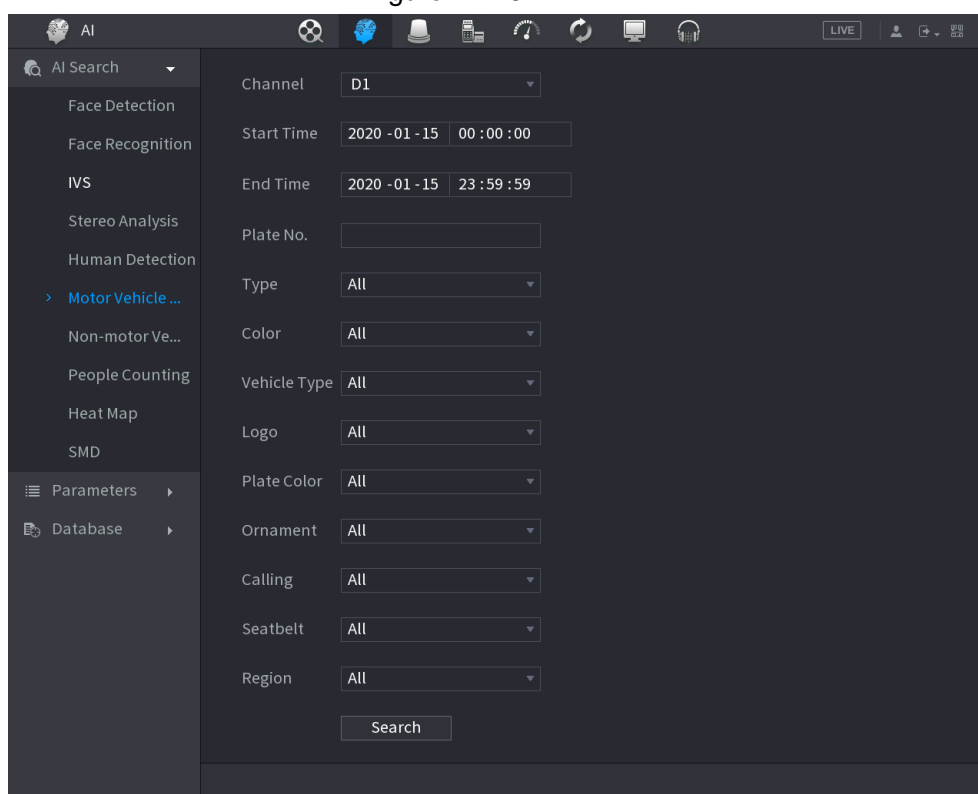 AI
LIVE
AI Search
Face Detection
Face Recognition
IVS
Stereo Analysis
Human Detection
Motor Vehicle ...
Non-motor Ve...
People Counting
Heat Map
SMD
Parameters
Database
Channel D1
Start Time 2020 -01 -15 00 :00 :00
End Time 2020 -01 -15 23 :59 :59
Plate No.
Type All
Color All
Vehicle Type All
Logo All
Plate Color All
Ornament All
Calling All
Seatbelt All
Region All
Search